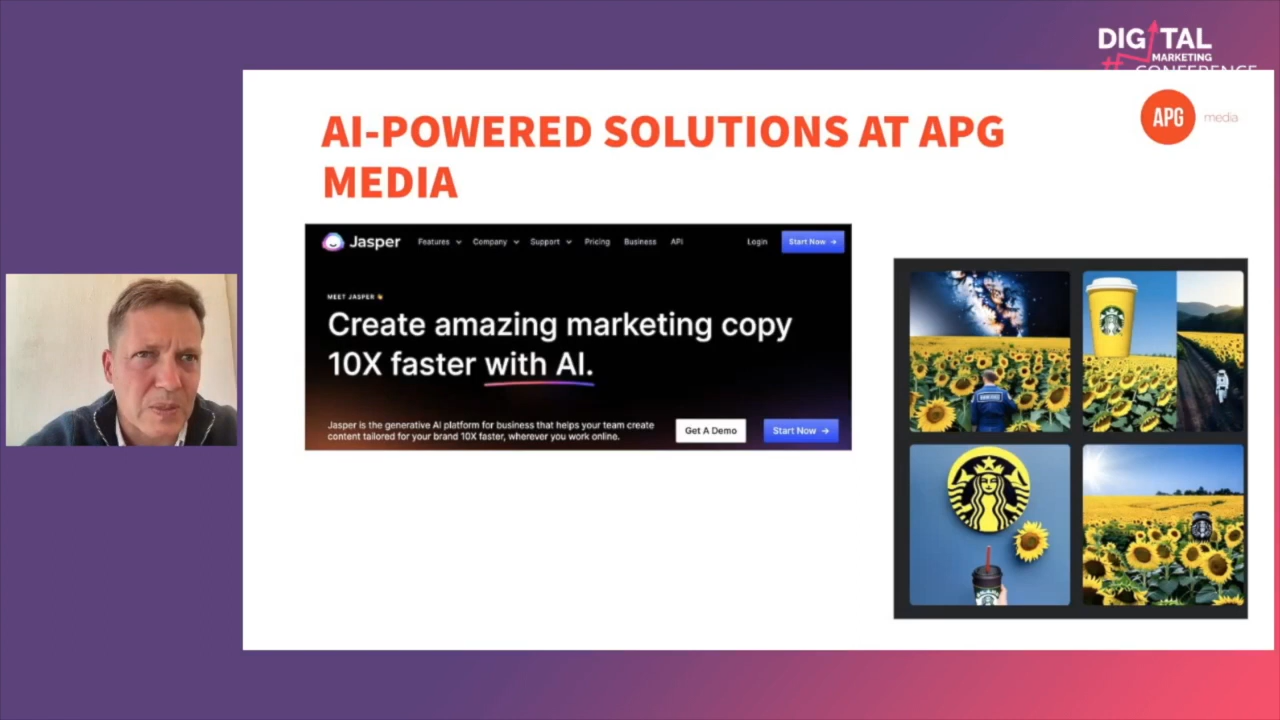 DIGITAL
MARKETING
#CONFERENCE
APG media
AI-POWERED SOLUTIONS AT APG
MEDIA
Jasper Features Company Support Pricing Business API Login Start Now →
MEET JASPER
Create amazing marketing copy
10X faster with AI.
Jasper is the generative AI platform for business that helps your team create
content tailored for your brand 10X faster, wherever you work online.
Get A Demo Start Now →